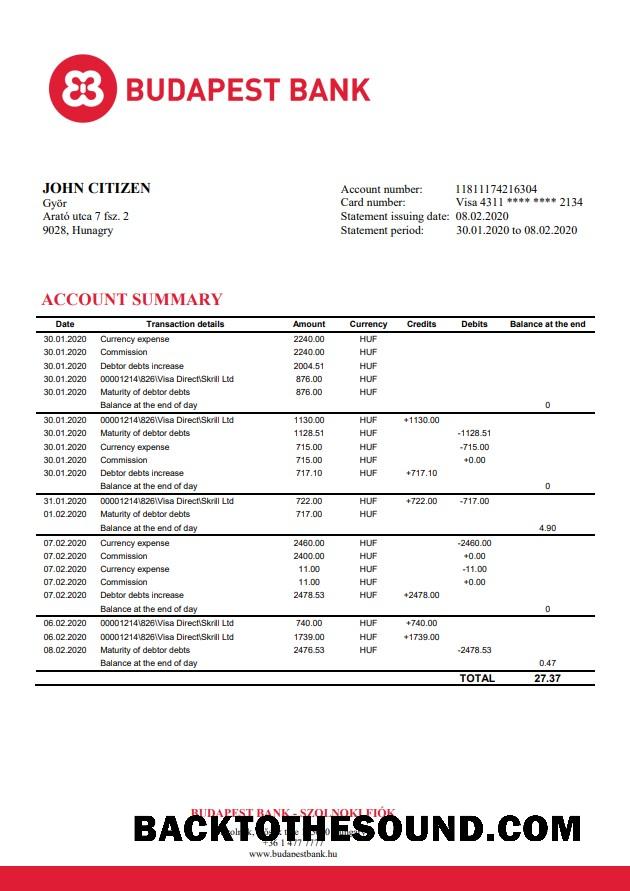 BUDAPEST BANK
JOHN CITIZEN
Györ
Arató utca 7 fsz. 2
9028, Hunagry
Account number: 11811174216304
Card number: Visa 4311 **** **** 2134
Statement issuing date: 08.02.2020
Statement period: 30.01.2020 to 08.02.2020
ACCOUNT SUMMARY
Date Transaction details Amount Currency Credits Debits Balance at the end
30.01.2020 Currency expense 2240.00 HUF
30.01.2020 Commission 2240.00 HUF
30.01.2020 Debtor debts increase 2004.51 HUF
30.01.2020 00001214\826\Visa Direct\Skrill Ltd 876.00 HUF
30.01.2020 Maturity of debtor debts 876.00 HUF
Balance at the end of day 0
30.01.2020 00001214\826\Visa Direct\Skrill Ltd 1130.00 HUF +1130.00
30.01.2020 Maturity of debtor debts 1128.51 HUF -1128.51
30.01.2020 Currency expense 715.00 HUF -715.00
30.01.2020 Commission 715.00 HUF +0.00
30.01.2020 Debtor debts increase 717.10 HUF +717.10
Balance at the end of day 0
31.01.2020 00001214\826\Visa Direct\Skrill Ltd 722.00 HUF +722.00 -717.00
01.02.2020 Maturity of debtor debts 717.00 HUF
Balance at the end of day 4.90
07.02.2020 Currency expense 2460.00 HUF -2460.00
07.02.2020 Commission 2400.00 HUF +0.00
07.02.2020 Currency expense 11.00 HUF -11.00
07.02.2020 Commission 11.00 HUF +0.00
07.02.2020 Debtor debts increase 2478.53 HUF +2478.00
Balance at the end of day 0
06.02.2020 00001214\826\Visa Direct\Skrill Ltd 740.00 HUF +740.00
06.02.2020 00001214\826\Visa Direct\Skrill Ltd 1739.00 HUF +1739.00
08.02.2020 Maturity of debtor debts 2476.53 HUF -2478.53
Balance at the end of day 0.47
TOTAL 27.37
BUDAPEST BANK - SZOLNOKI FIÓK
BACKTOTHESOUND.COM
+36 1 477 7777
www.budapestbank.hu